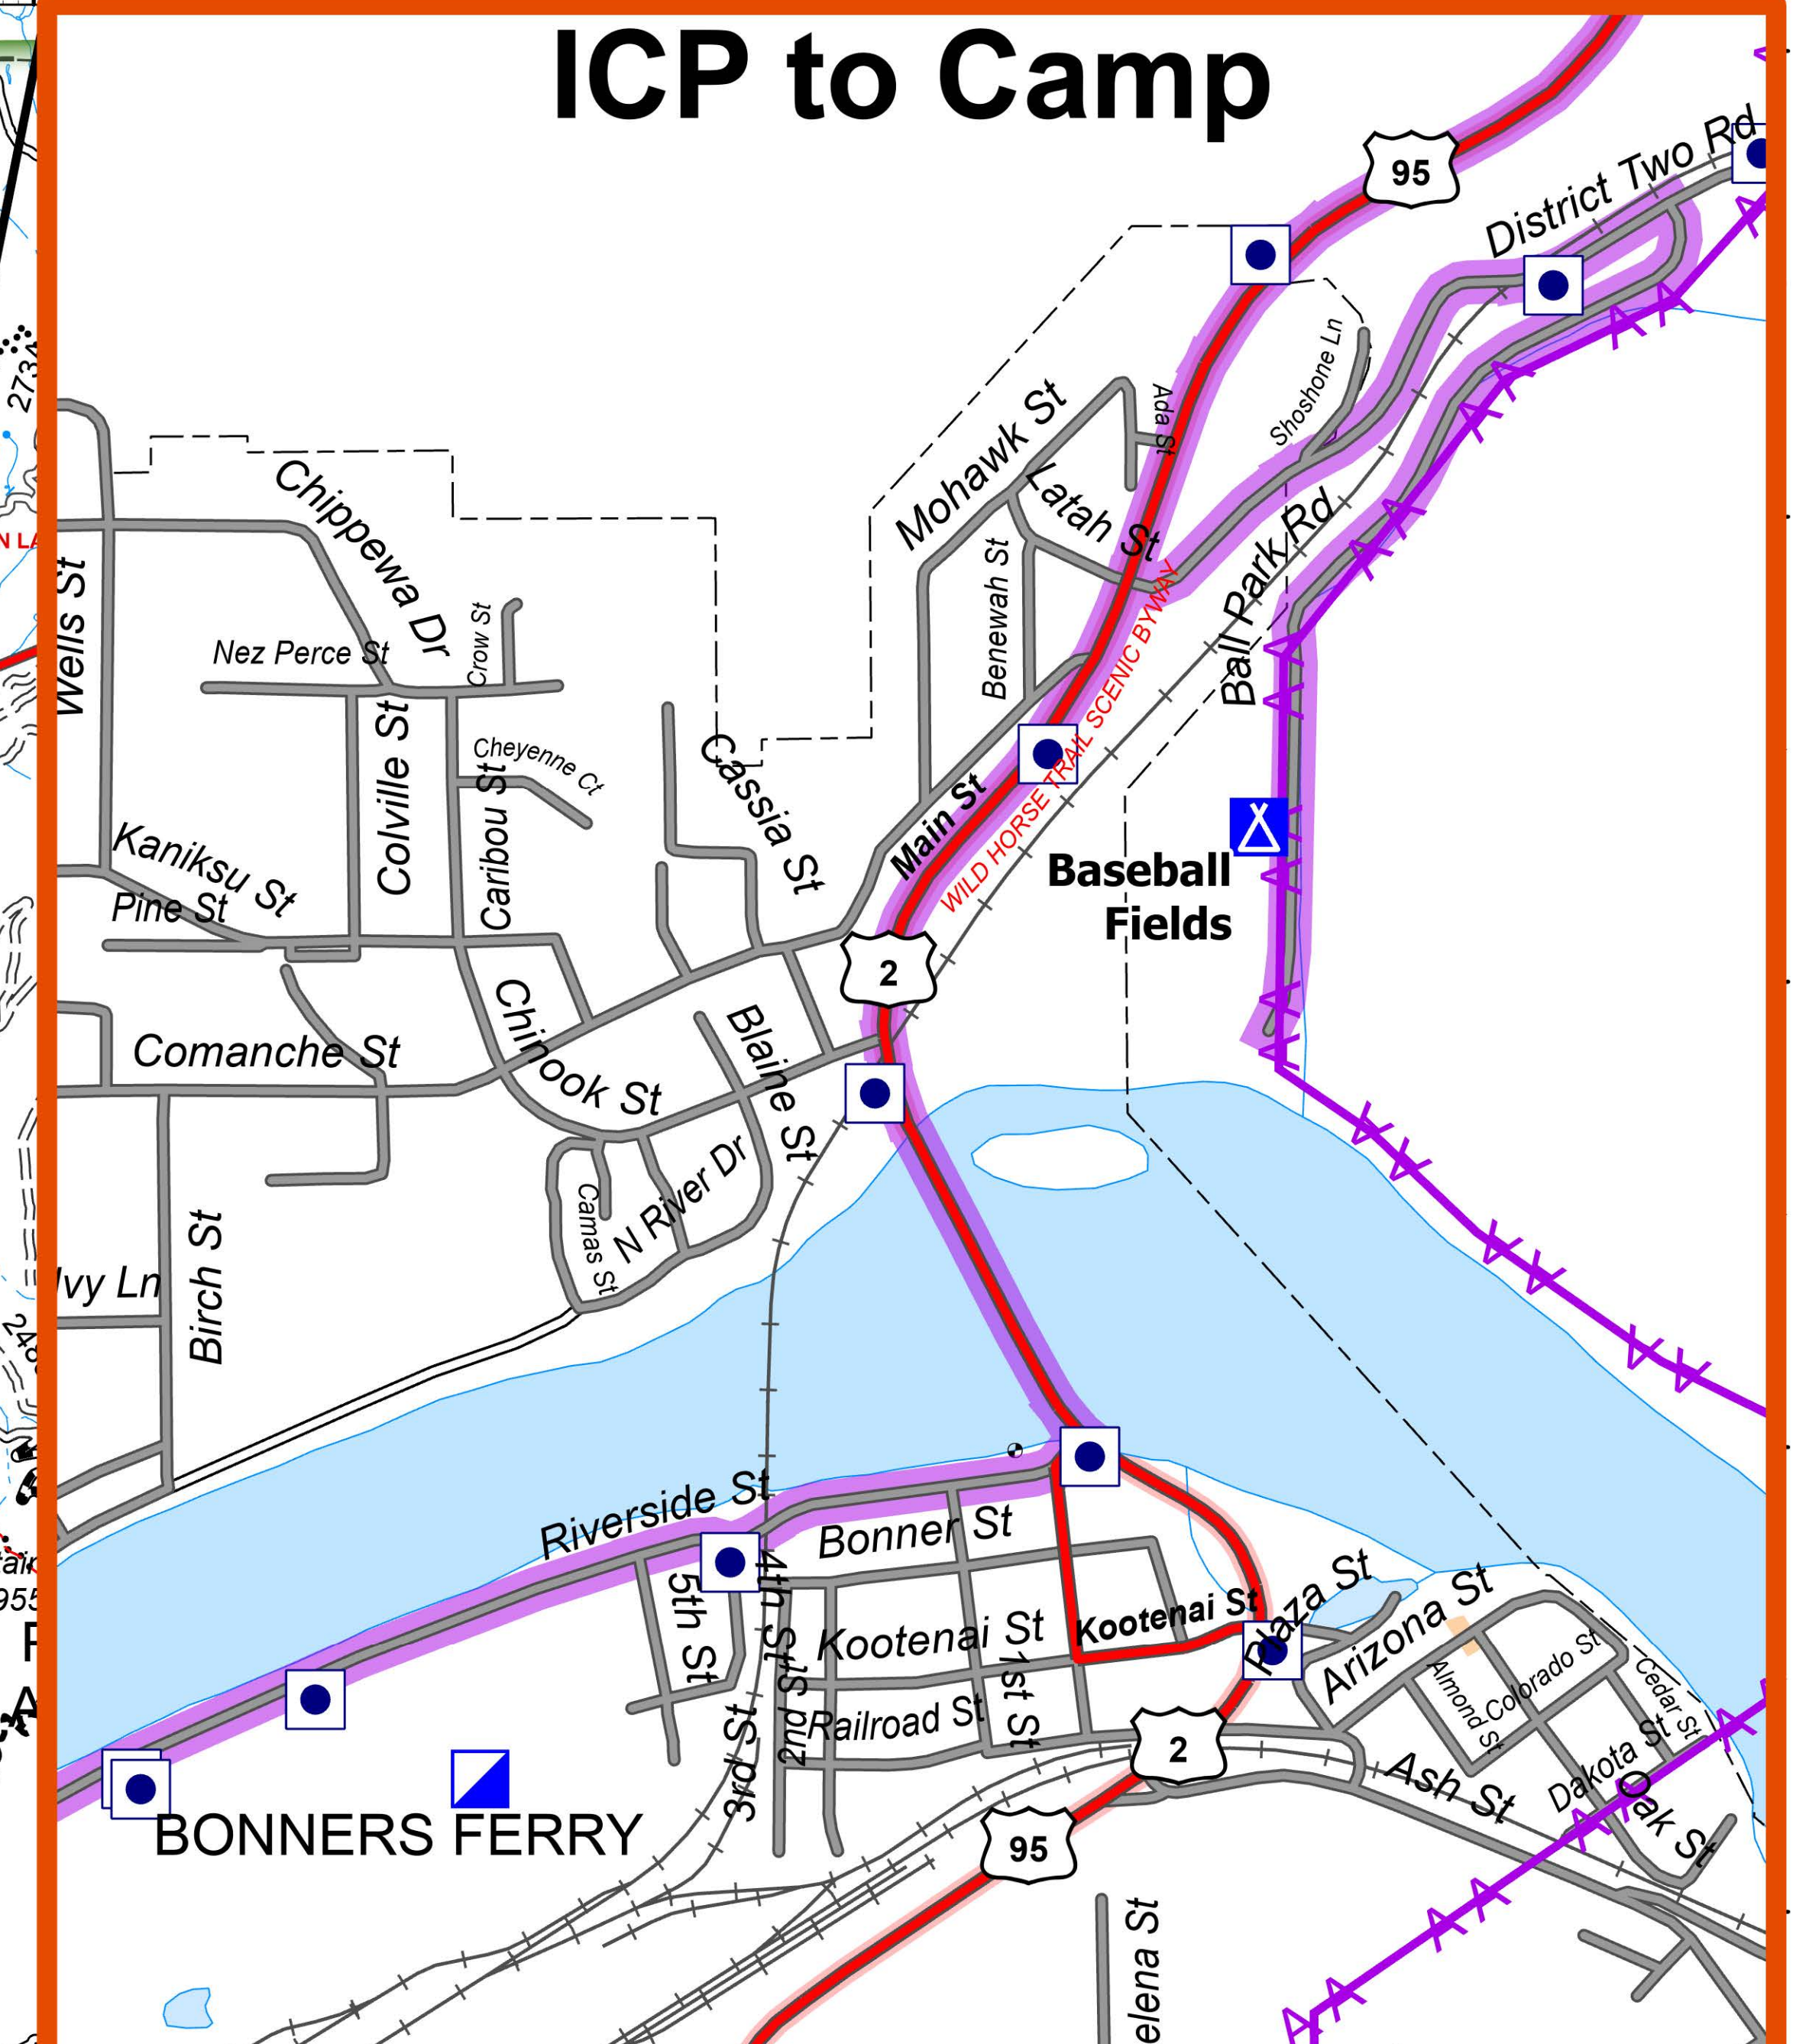 ICP to Camp
95
District Two Rd
2734
Shoshone Ln
Ada St
Mohawk St
Latah St
Chippewa Dr
Ball Park Rd
Benewah St
Wells St
Crow St
Nez Perce St
WILD HORSE TRAIL SCENIC BYWAY
Colville St
Cheyenne Ct
Cassia St
Caribou St
Main St
Kaniksu St
Pine St
Baseball
Fields
2
Chinook St
Blaine St
Comanche St
N River Dr
Camas St
Birch St
Ivy Ln
248
Riverside St
Bonner St
4th St
5th St
Plaza St
Kootenai St
Kootenai St
Arizona St
1st St
2nd St
3rd St
Railroad St
Almond St
Colorado St
Cedar St
2
Dakota St
Oak St
Ash St
BONNERS FERRY
95
elena St
955